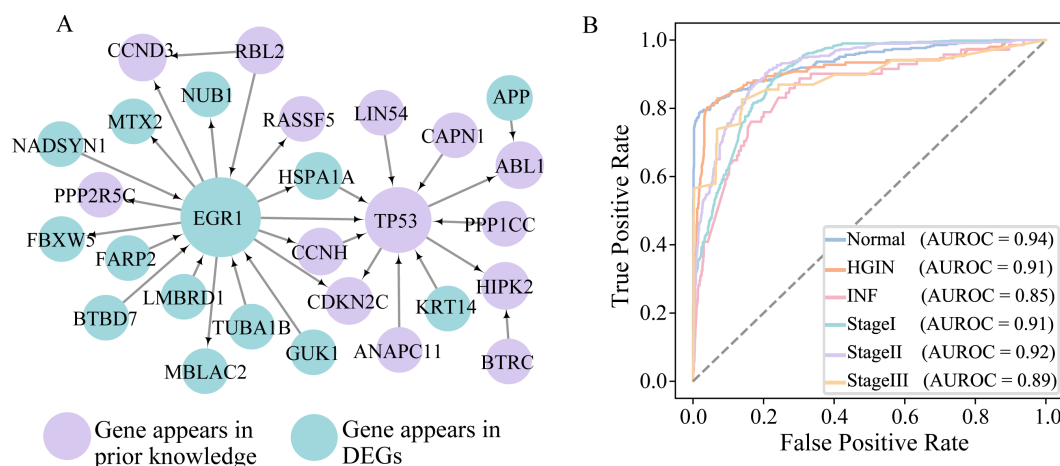 A
CCND3
RBL2
NUB1
APP
MTX2
RASSF5
LIN54
CAPN1
NADSYN1
ABL1
HSPA1A
PPP2R5C
EGR1
TP53
PPP1CC
FBXW5
FARP2
CCNH
HIPK2
LMBRD1
CDKN2C
KRT14
BTBD7
TUBA1B
GUK1
ANAPC11
BTRC
MBLAC2
Gene appears in
prior knowledge
Gene appears in
DEGs
B
True Positive Rate
1.0
0.8
0.6
0.4
0.2
0.0
Normal (AUROC = 0.94)
HGIN (AUROC = 0.91)
INF (AUROC = 0.85)
StageI (AUROC = 0.91)
StageII (AUROC = 0.92)
StageIII (AUROC = 0.89)
0.0 0.2 0.4 0.6 0.8 1.0
False Positive Rate